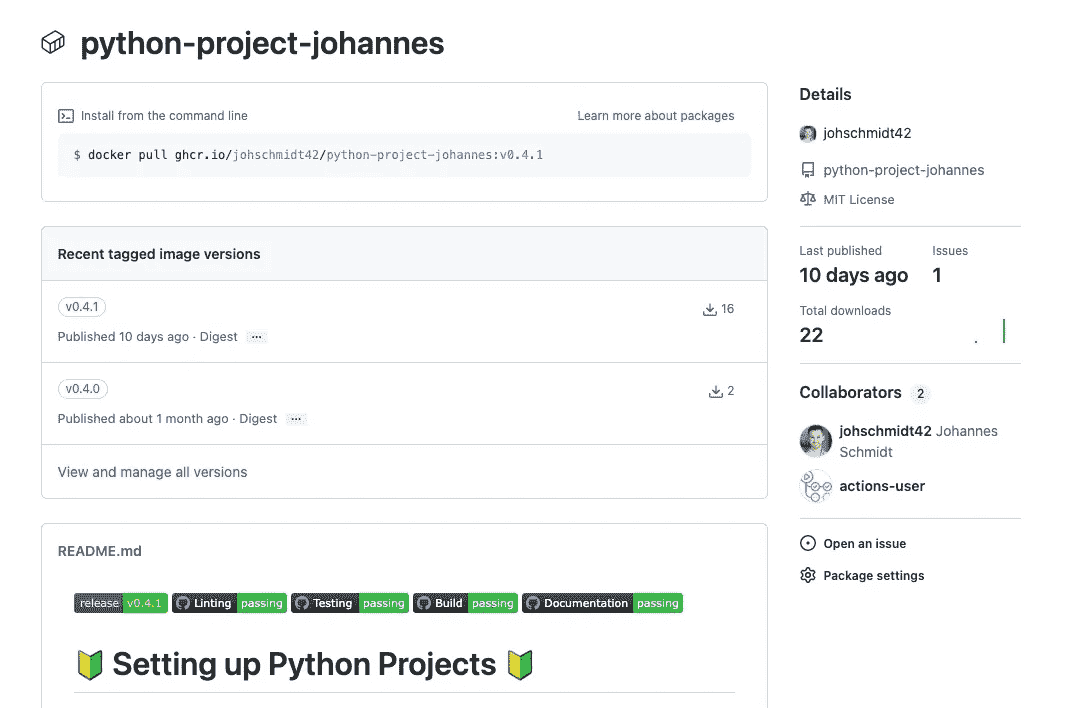 python-project-johannes
Install from the command line
Learn more about packages
$ docker pull ghcr.io/johschmidt42/python-project-johannes:v0.4.1
Recent tagged image versions
v0.4.1
16
Published 10 days ago · Digest ...
v0.4.0
2
Published about 1 month ago · Digest ...
View and manage all versions
README.md
release v0.4.1 Linting passing Testing passing Build passing Documentation passing
Setting up Python Projects
Details
johschmidt42
python-project-johannes
MIT License
Last published Issues
10 days ago 1
Total downloads
22
Collaborators 2
johschmidt42 Johannes
Schmidt
actions-user
Open an issue
Package settings